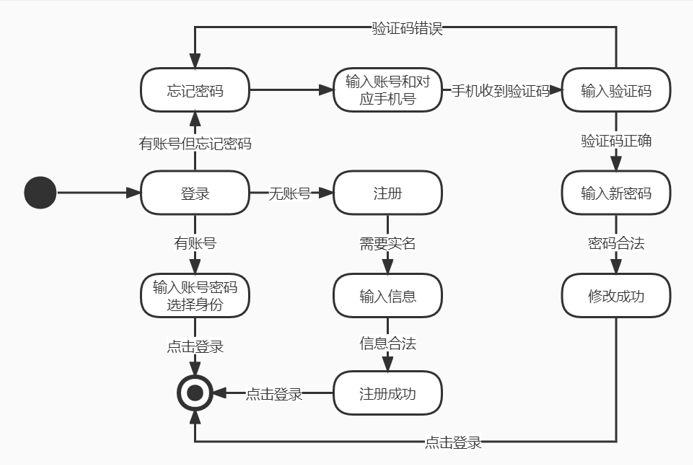 验证码错误
忘记密码
输入账号和对
应手机号
手机收到验证码
输入验证码
有账号但忘记密码
验证码正确
登录
无账号
注册
输入新密码
有账号
需要实名
密码合法
输入账号密码
选择身份
输入信息
修改成功
点击登录
信息合法
点击登录
注册成功
点击登录